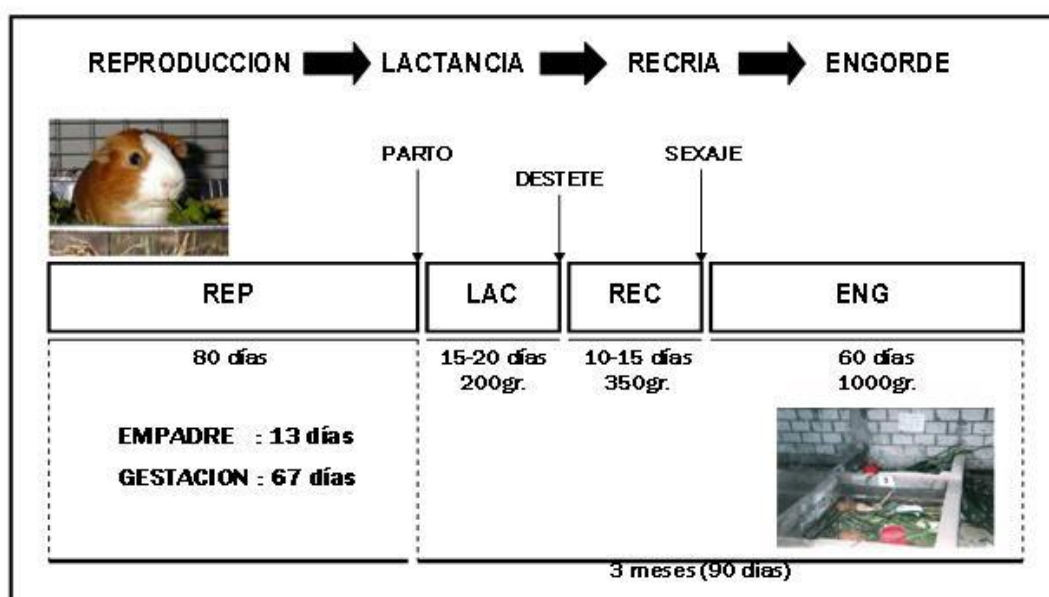 REPRODUCCION LACTANCIA RECRIA ENGORDE
PARTO
DESTETE
SEXAJE
REP
LAC
REC
ENG
80 días
15-20 días
200gr.
10-15 días
350gr.
60 días
1000gr.
EMPADRE : 13 días
GESTACION : 67 días
3 meses (90 dias)